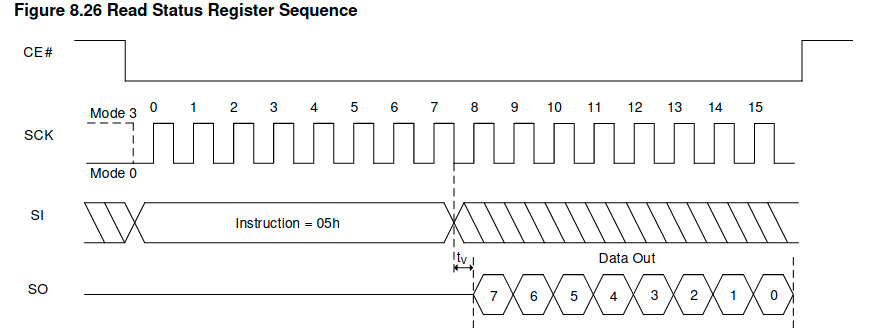 Figure 8.26 Read Status Register Sequence
CE#
Mode 3 0 1 2 3 4 5 6 7 8 9 10 11 12 13 14 15
SCK
Mode 0
SI Instruction = 05h
tV Data Out
SO 7 6 5 4 3 2 1 0